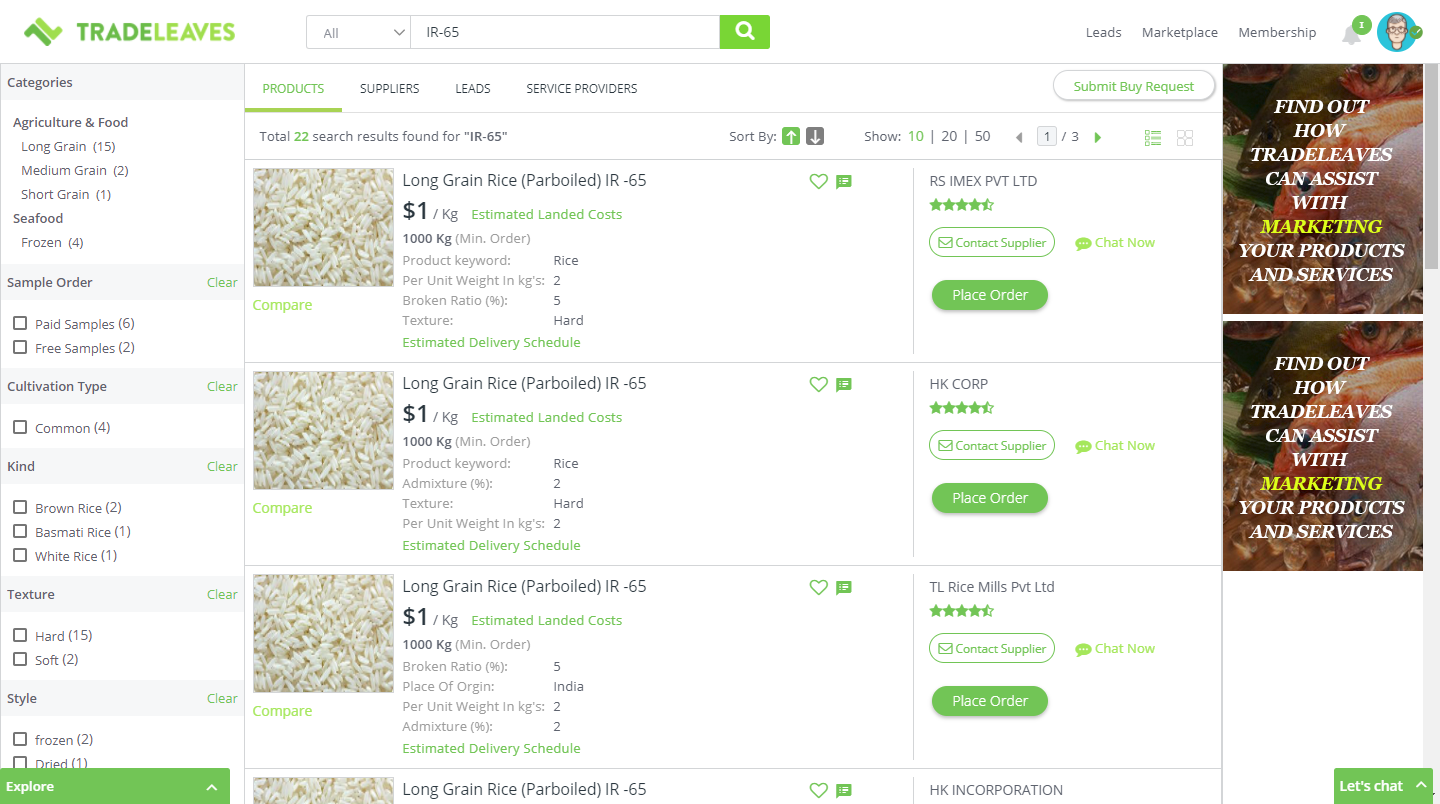 TRADELEAVES
All
IR-65
Leads
Marketplace
Membership
1
Categories
Agriculture & Food
Long Grain (15)
Medium Grain (2)
Short Grain (1)
Seafood
Frozen (4)
Sample Order
Clear
Paid Samples (6)
Free Samples (2)
Cultivation Type
Clear
Common (4)
Kind
Clear
Brown Rice (2)
Basmati Rice (1)
White Rice (1)
Texture
Clear
Hard (15)
Soft (2)
Style
Clear
frozen (2)
Dried (1)
Explore
PRODUCTS
SUPPLIERS
LEADS
SERVICE PROVIDERS
Submit Buy Request
Total 22 search results found for "IR-65"
Sort By:
Show: 10 | 20 | 50
1 / 3
Long Grain Rice (Parboiled) IR -65
$1 / Kg Estimated Landed Costs
1000 Kg (Min. Order)
Product keyword: Rice
Per Unit Weight In kg's: 2
Broken Ratio (%): 5
Texture: Hard
Estimated Delivery Schedule
Compare
RS IMEX PVT LTD
Contact Supplier
Chat Now
Place Order
Long Grain Rice (Parboiled) IR -65
$1 / Kg Estimated Landed Costs
1000 Kg (Min. Order)
Product keyword: Rice
Admixture (%): 2
Texture: Hard
Per Unit Weight In kg's: 2
Estimated Delivery Schedule
Compare
HK CORP
Contact Supplier
Chat Now
Place Order
Long Grain Rice (Parboiled) IR -65
$1 / Kg Estimated Landed Costs
1000 Kg (Min. Order)
Broken Ratio (%): 5
Place Of Orgin: India
Per Unit Weight In kg's: 2
Admixture (%): 2
Estimated Delivery Schedule
Compare
TL Rice Mills Pvt Ltd
Contact Supplier
Chat Now
Place Order
Long Grain Rice (Parboiled) IR -65
HK INCORPORATION
FIND OUT
HOW
TRADELEAVES
CAN ASSIST
WITH
MARKETING
YOUR PRODUCTS
AND SERVICES
FIND OUT
HOW
TRADELEAVES
CAN ASSIST
WITH
MARKETING
YOUR PRODUCTS
AND SERVICES
Let's chat